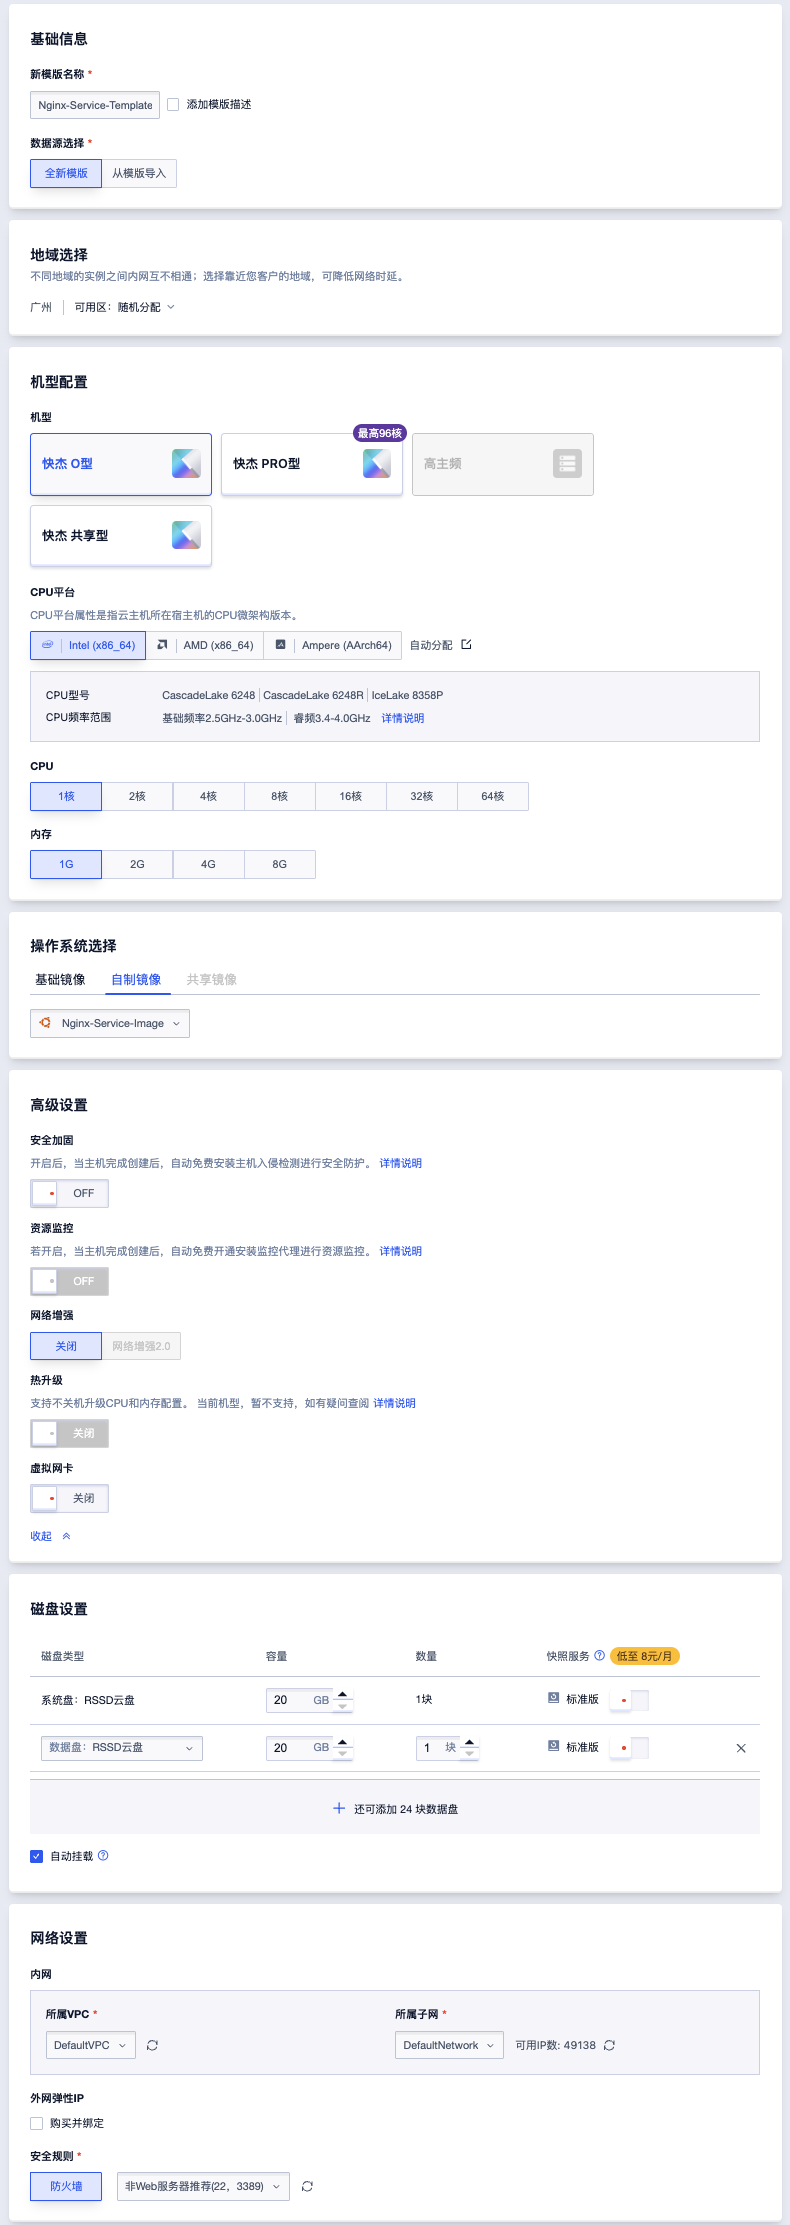 基础信息
新模版名称 *
Nginx-Service-Template 添加模版描述
数据源选择 *
全新模版 从模版导入
地域选择
不同地域的实例之间内网互不相通；选择靠近您客户的地域，可降低网络时延。
广州 可用区： 随机分配
机型配置
机型
最高96核
快杰 O型 快杰 PRO型 高主频
快杰 共享型
CPU平台
CPU平台属性是指云主机所在宿主机的CPU微架构版本。
Intel (x86_64) AMD (x86_64) Ampere (AArch64) 自动分配
CPU型号 CascadeLake 6248 | CascadeLake 6248R | IceLake 8358P
CPU频率范围 基础频率2.5GHz-3.0GHz | 睿频3.4-4.0GHz 详情说明
CPU
1核 2核 4核 8核 16核 32核 64核
内存
1G 2G 4G 8G
操作系统选择
基础镜像 自制镜像 共享镜像
Nginx-Service-Image
高级设置
安全加固
开启后，当主机完成创建后，自动免费安装主机入侵检测进行安全防护。 详情说明
OFF
资源监控
若开启，当主机完成创建后，自动免费开通安装监控代理进行资源监控。 详情说明
OFF
网络增强
关闭 网络增强2.0
热升级
支持不关机升级CPU和内存配置。 当前机型，暂不支持，如有疑问查阅 详情说明
关闭
虚拟网卡
关闭
收起
磁盘设置
磁盘类型 容量 数量 快照服务 低至 8元/月
系统盘：RSSD云盘 20 GB 1块 标准版
数据盘：RSSD云盘 20 GB 1 块 标准版
还可添加 24 块数据盘
自动挂载
网络设置
内网
所属VPC * 所属子网 *
DefaultVPC DefaultNetwork 可用IP数: 49138
外网弹性IP
购买并绑定
安全规则 *
防火墙 非Web服务器推荐(22，3389)